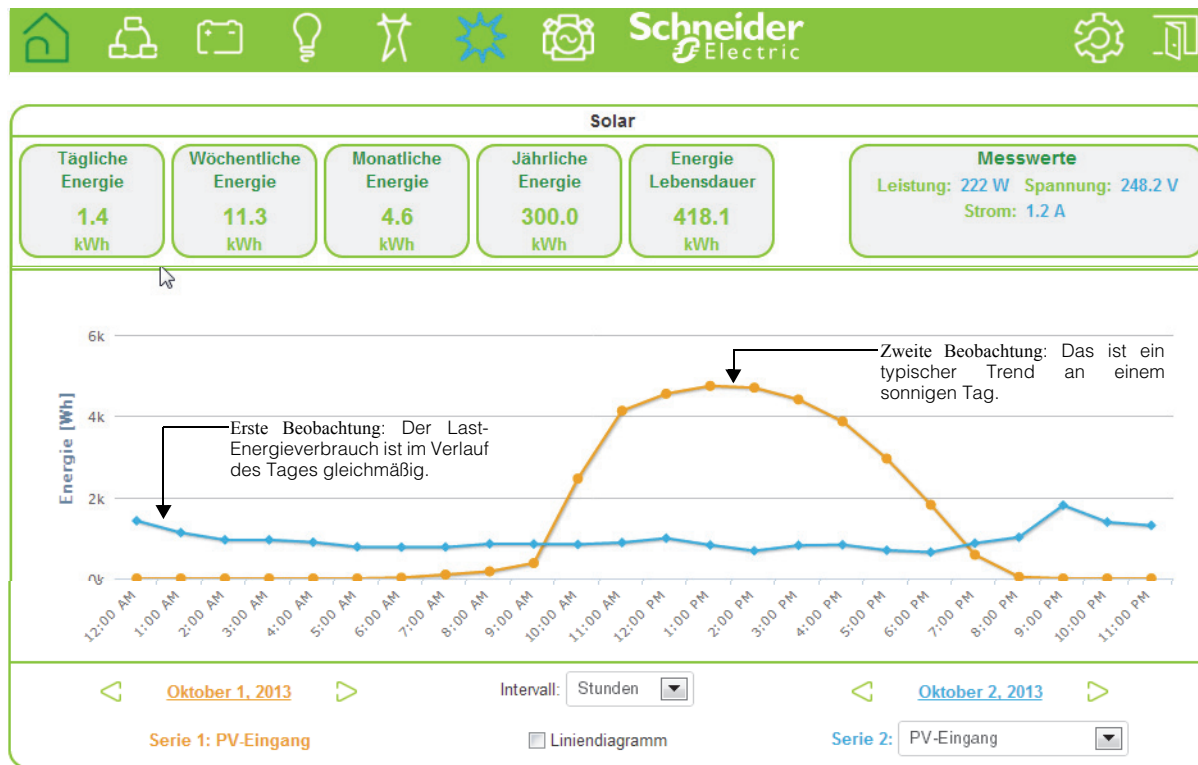 Schneider
Electric
Solar
Tägliche
Energie
1.4
kWh
Wöchentliche
Energie
11.3
kWh
Monatliche
Energie
4.6
kWh
Jährliche
Energie
300.0
kWh
Energie
Lebensdauer
418.1
kWh
Messwerte
Leistung: 222 W Spannung: 248.2 V
Strom: 1.2 A
Energie [Wh]
6k
4k
2k
0k
Erste Beobachtung: Der Last-
Energieverbrauch ist im Verlauf
des Tages gleichmäßig.
Zweite Beobachtung: Das ist ein
typischer Trend an einem
sonnigen Tag.
12:00 AM
1:00 AM
2:00 AM
3:00 AM
4:00 AM
5:00 AM
6:00 AM
7:00 AM
8:00 AM
9:00 AM
10:00 AM
11:00 AM
12:00 PM
1:00 PM
2:00 PM
3:00 PM
4:00 PM
5:00 PM
6:00 PM
7:00 PM
8:00 PM
9:00 PM
10:00 PM
11:00 PM
Oktober 1, 2013
Intervall: Stunden
Oktober 2, 2013
Serie 1: PV-Eingang
Liniendiagramm
Serie 2: PV-Eingang